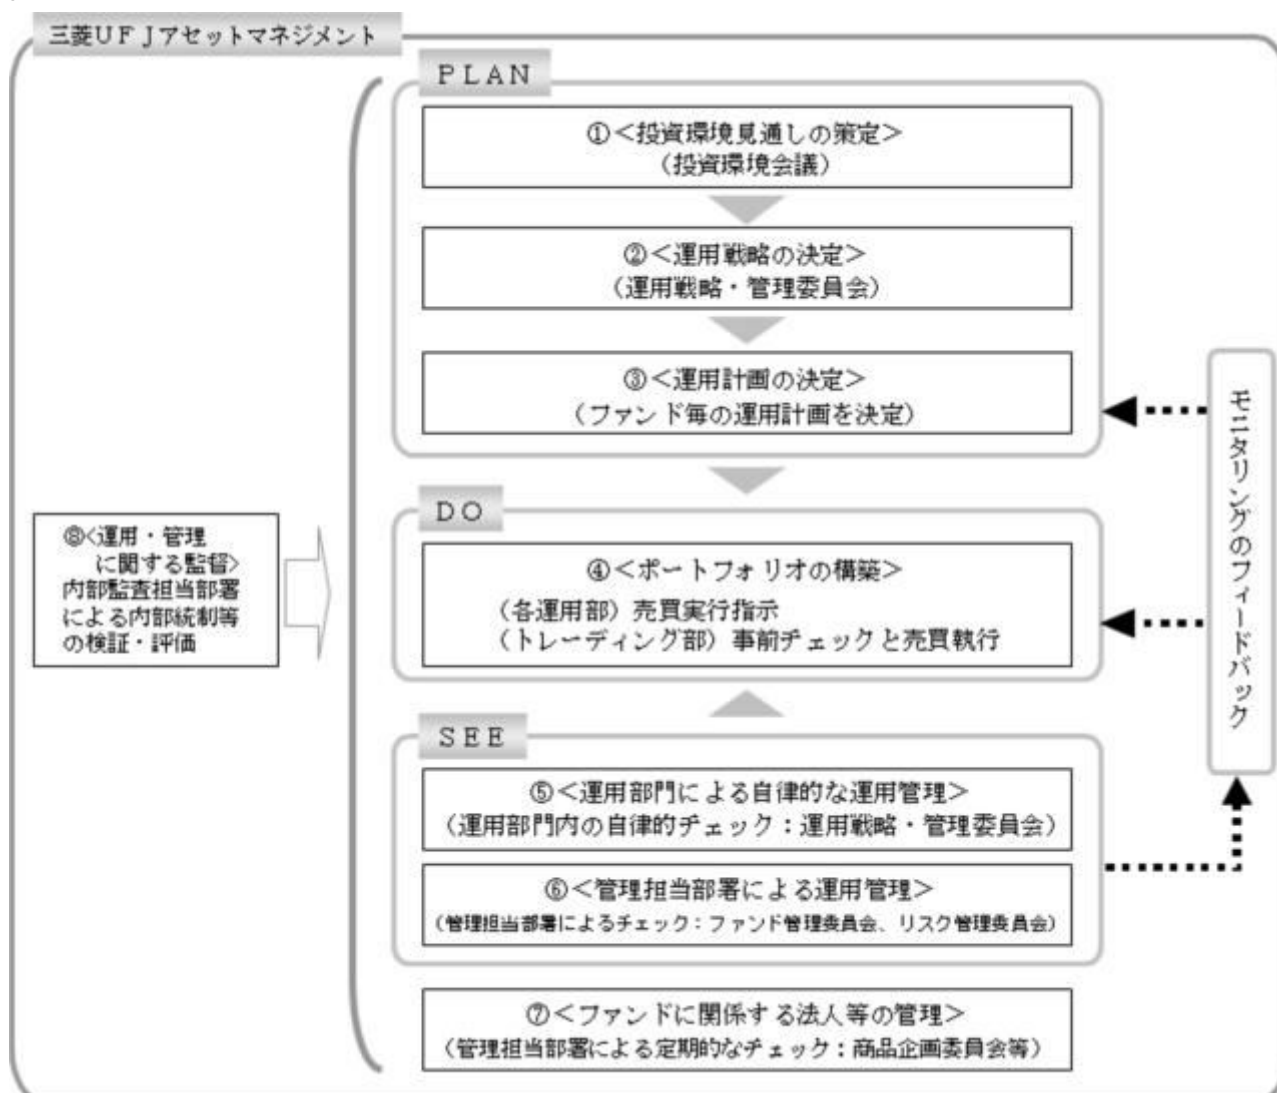 三菱UFJアセットマネジメント
PLAN
①<投資環境見通しの策定>
(投資環境会議)
②<運用戦略の決定>
(運用戦略・管理委員会)
③<運用計画の決定>
(ファンド毎の運用計画を決定)
DO
④<ポートフォリオの構築>
(各運用部)売買実行指示
(トレーディング部)事前チェックと売買執行
SEE
⑤<運用部門による自律的な運用管理>
(運用部門内の自律的チェック:運用戦略・管理委員会)
⑥<管理担当部署による運用管理>
(管理担当部署によるチェック:ファンド管理委員会、リスク管理委員会)
⑦<ファンドに関係する法人等の管理>
(管理担当部署による定期的なチェック:商品企画委員会等)
⑧<運用・管理
に関する監督>
内部監査担当部署
による内部統制等
の検証・評価
モニタリングのフィードバック